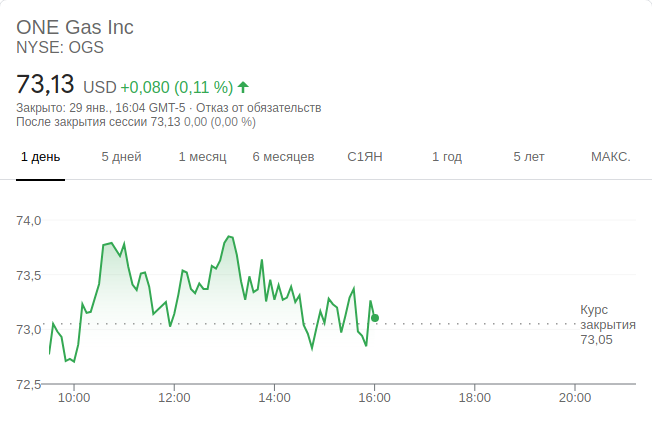 ONE Gas Inc
NYSE: OGS
73,13 USD +0,080 (0,11 %)
Закрыто: 29 янв., 16:04 GMT-5 · Отказ от обязательств
После закрытия сессии 73,13 0,00 (0,00 %)
1 день 5 дней 1 месяц 6 месяцев С1ЯН 1 год 5 лет МАКС.
74,0
73,5
73,0
72,5
Курс
закрытия
73,05
10:00 12:00 14:00 16:00 18:00 20:00